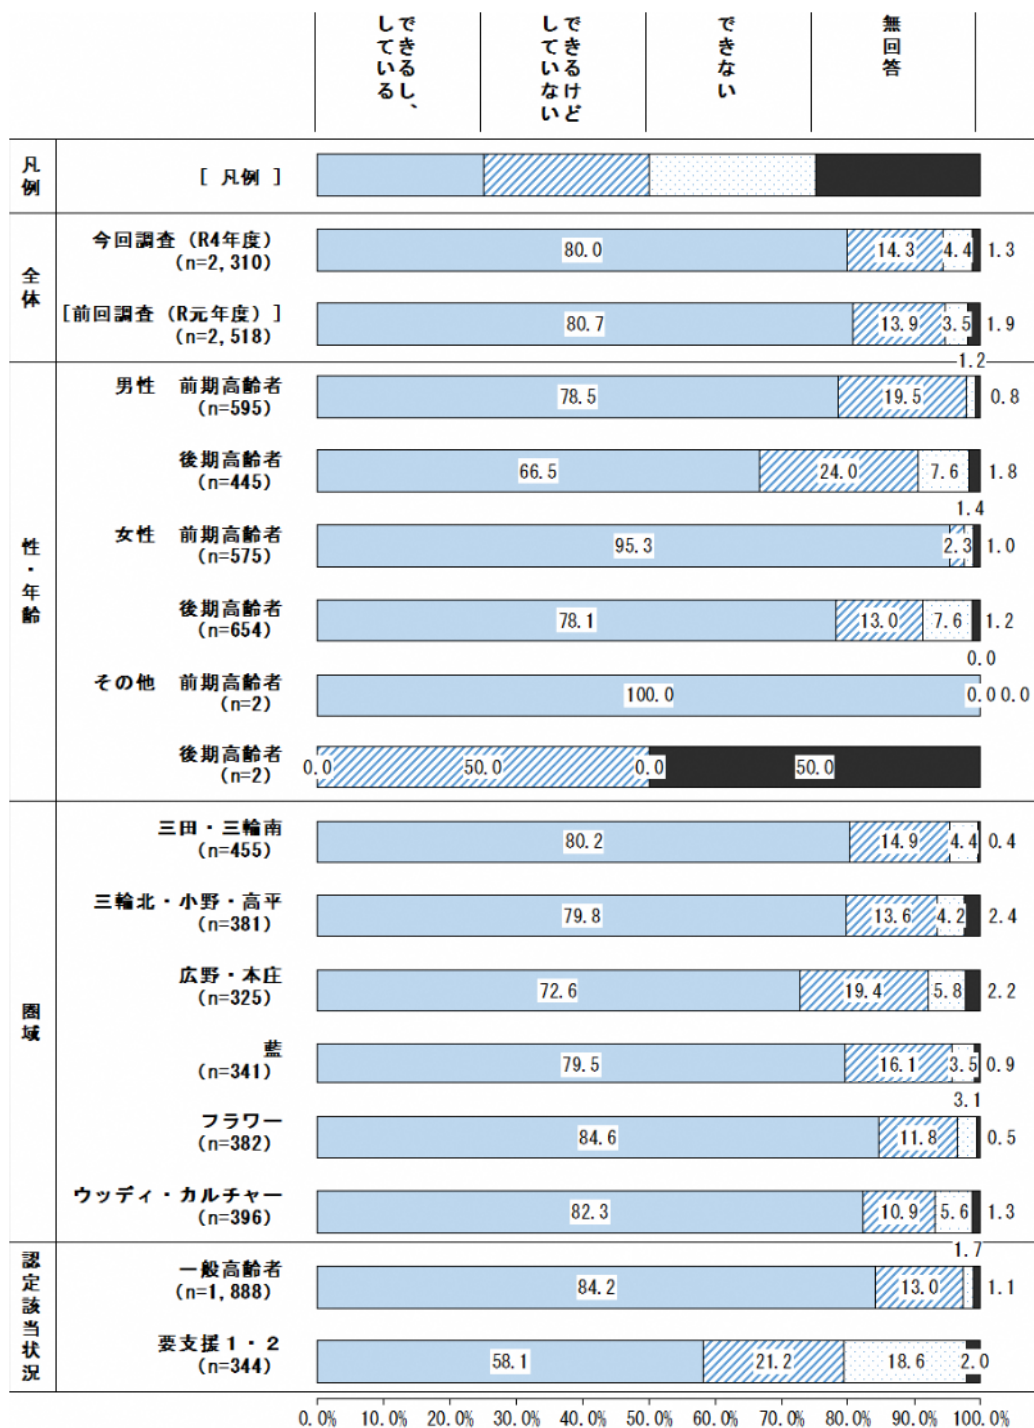 できるし、
している
できるけど
していない
できない
無回答
凡例
[ 凡例 ]
全体
今回調査（R4年度）
(n=2,310)
80.0
14.3
4.4
1.3
[前回調査（R元年度）]
(n=2,518)
80.7
13.9
3.5
1.9
性・年齢
男性　前期高齢者
(n=595)
78.5
19.5
1.2
0.8
後期高齢者
(n=445)
66.5
24.0
7.6
1.8
女性　前期高齢者
(n=575)
95.3
2.3
1.4
1.0
後期高齢者
(n=654)
78.1
13.0
7.6
1.2
その他　前期高齢者
(n=2)
100.0
0.0
0.0
0.0
後期高齢者
(n=2)
0.0
50.0
0.0
50.0
圏域
三田・三輪南
(n=455)
80.2
14.9
4.4
0.4
三輪北・小野・高平
(n=381)
79.8
13.6
4.2
2.4
広野・本庄
(n=325)
72.6
19.4
5.8
2.2
藍
(n=341)
79.5
16.1
3.5
0.9
フラワー
(n=382)
84.6
11.8
3.1
0.5
ウッディ・カルチャー
(n=396)
82.3
10.9
5.6
1.3
認定該当状況
一般高齢者
(n=1,888)
84.2
13.0
1.7
1.1
要支援１・２
(n=344)
58.1
21.2
18.6
2.0
0.0% 10.0% 20.0% 30.0% 40.0% 50.0% 60.0% 70.0% 80.0% 90.0% 100.0%